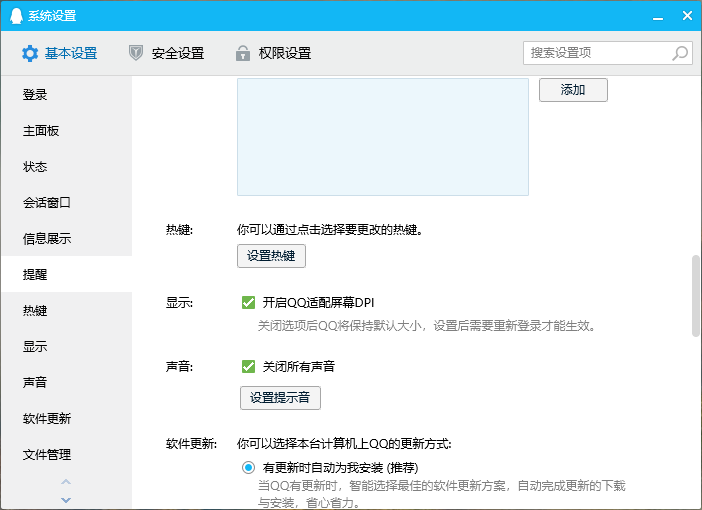 系统设置
基本设置
安全设置
权限设置
搜索设置项
登录
添加
主面板
状态
会话窗口
热键:
你可以通过点击选择要更改的热键。
信息展示
设置热键
提醒
热键
显示:
开启QQ适配屏幕DPI
关闭选项后QQ将保持默认大小，设置后需要重新登录才能生效。
显示
声音:
关闭所有声音
声音
设置提示音
软件更新
软件更新:
你可以选择本台计算机上QQ的更新方式:
文件管理
有更新时自动为我安装 (推荐)
当QQ有更新时，智能选择最佳的软件更新方案，自动完成更新的下载
与安装，省心省力。